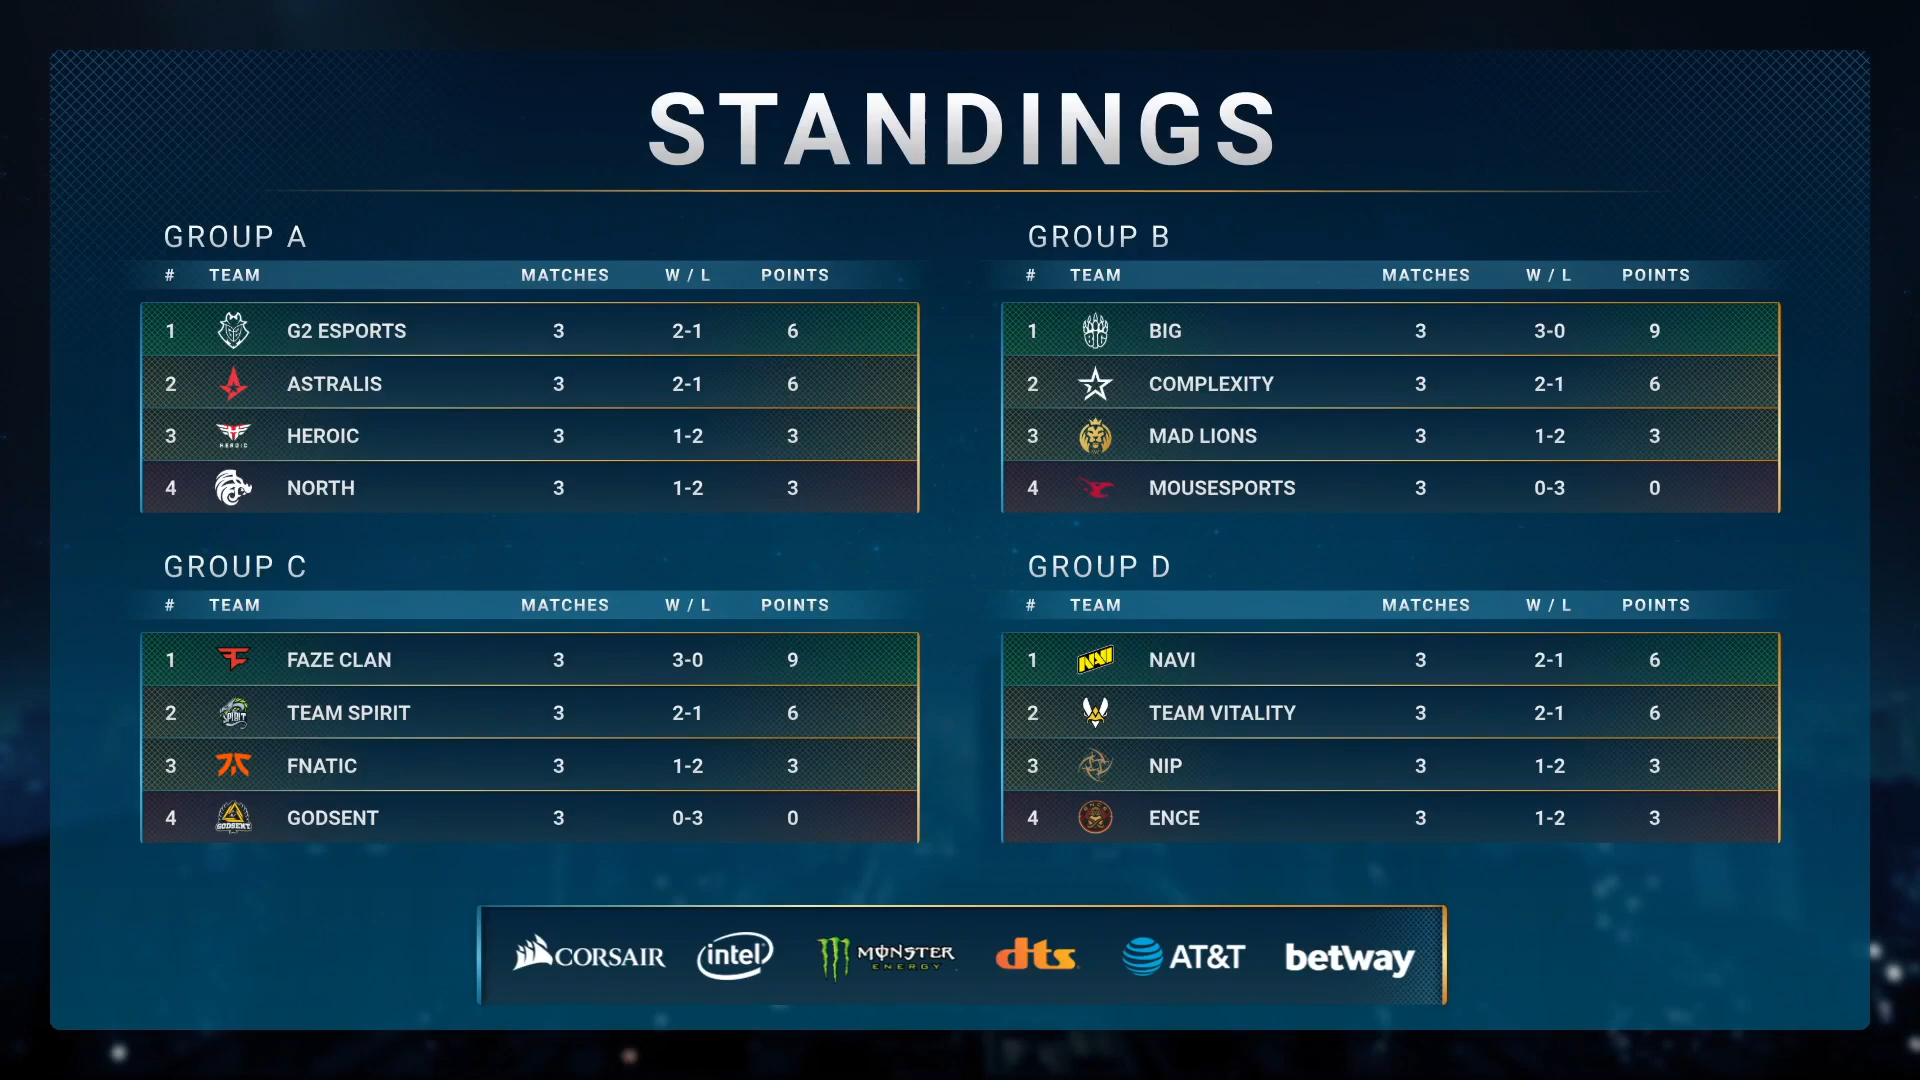 STANDINGS
GROUP A
# TEAM MATCHES W / L POINTS
1 G2 ESPORTS 3 2-1 6
2 ASTRALIS 3 2-1 6
3 HEROIC HEROIC 3 1-2 3
4 NORTH 3 1-2 3
GROUP B
# TEAM MATCHES W / L POINTS
1 BIG BIG 3 3-0 9
2 COMPLEXITY 3 2-1 6
3 MAD LIONS 3 1-2 3
4 MOUSESPORTS 3 0-3 0
GROUP C
# TEAM MATCHES W / L POINTS
1 FAZE CLAN 3 3-0 9
2 SPIRIT TEAM SPIRIT 3 2-1 6
3 FNATIC 3 1-2 3
4 GODSENT GODSENT 3 0-3 0
GROUP D
# TEAM MATCHES W / L POINTS
1 NAVI NAVI 3 2-1 6
2 TEAM VITALITY 3 2-1 6
3 NIP 3 1-2 3
4 ENCE ENCE 3 1-2 3
CORSAIR intel MONSTER ENERGY dts AT&T betway